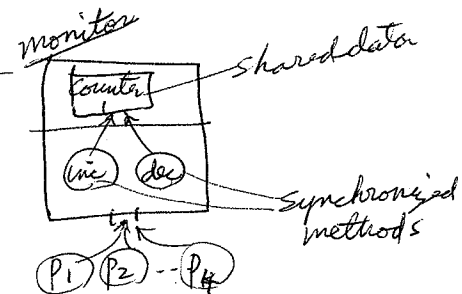 monitor
shared data
counter
inc dec
synchronized
methods
P1 P2 -- P4